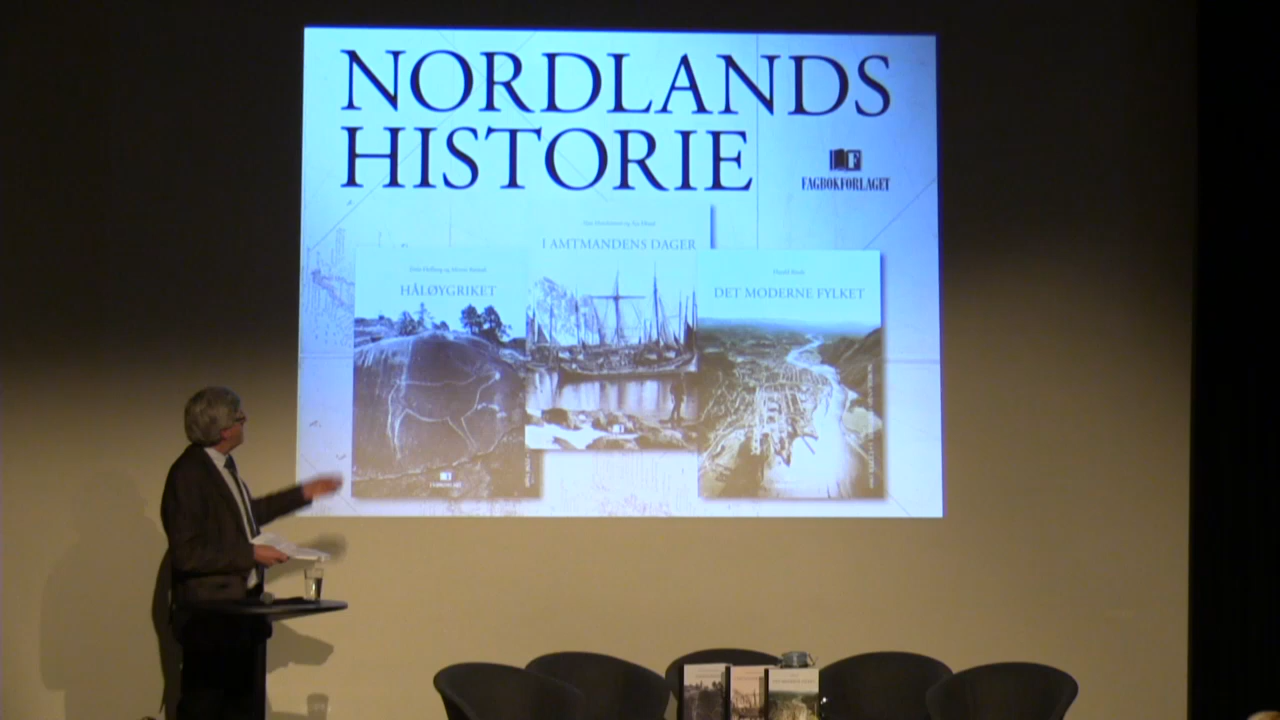 NORDLANDS
HISTORIE
F
FAGBOKFORLAGET
I AMTMANDENS DAGER
HÅLØYGRIKET
DET MODERNE FYLKET